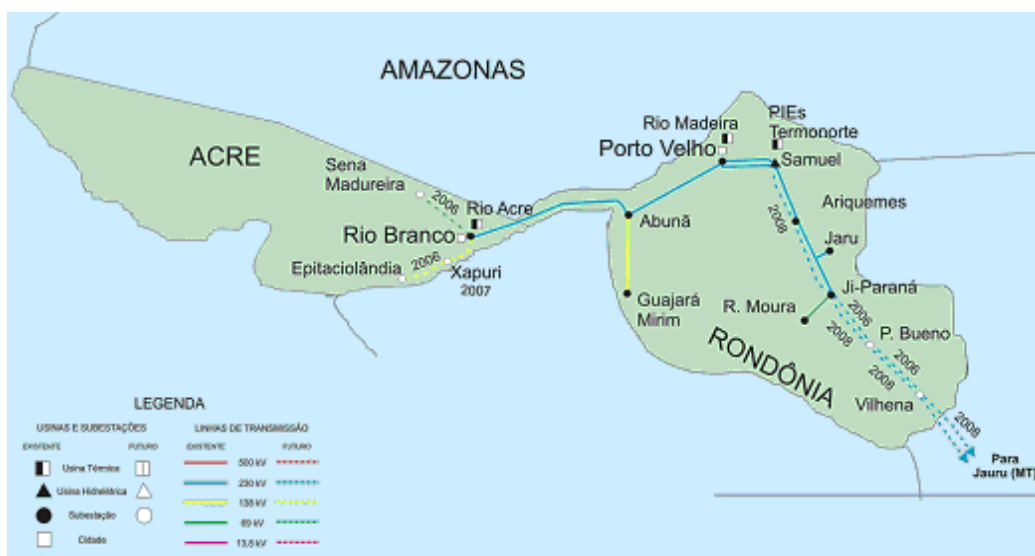 AMAZONAS
ACRE
Sena
Madureira
2006
Rio Acre
Rio Branco
Epitaciolândia
2006
Xapuri
2007
Rio Madeira
Porto Velho
PIEs
Termonorte
Samuel
Abunã
Guajará
Mirim
2008
Ariquemes
Jaru
Ji-Paraná
R. Moura
2006
2008
P. Bueno
RONDÔNIA
2006
2008
Vilhena
2008
Para
Jauru (MT)
LEGENDA
USINAS E SUBESTAÇÕES
EXISTENTE FUTURO
Usina Térmica
Usina Hidrelétrica
Subestação
Cidade
LINHAS DE TRANSMISSÃO
EXISTENTE FUTURO
500 kV
230 kV
138 kV
69 kV
13,8 kV